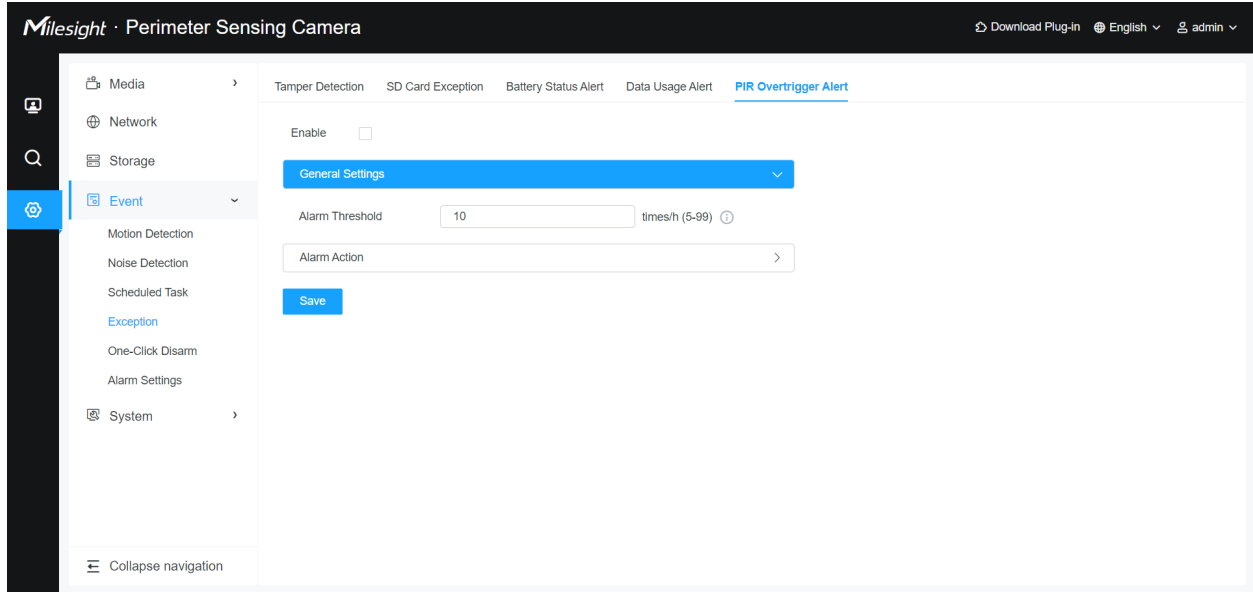 Milesight · Perimeter Sensing Camera
Download Plug-in English admin
Media
Network
Storage
Event
Motion Detection
Noise Detection
Scheduled Task
Exception
One-Click Disarm
Alarm Settings
System
Collapse navigation
Tamper Detection SD Card Exception Battery Status Alert Data Usage Alert PIR Overtrigger Alert
Enable
General Settings
Alarm Threshold 10 times/h (5-99)
Alarm Action
Save